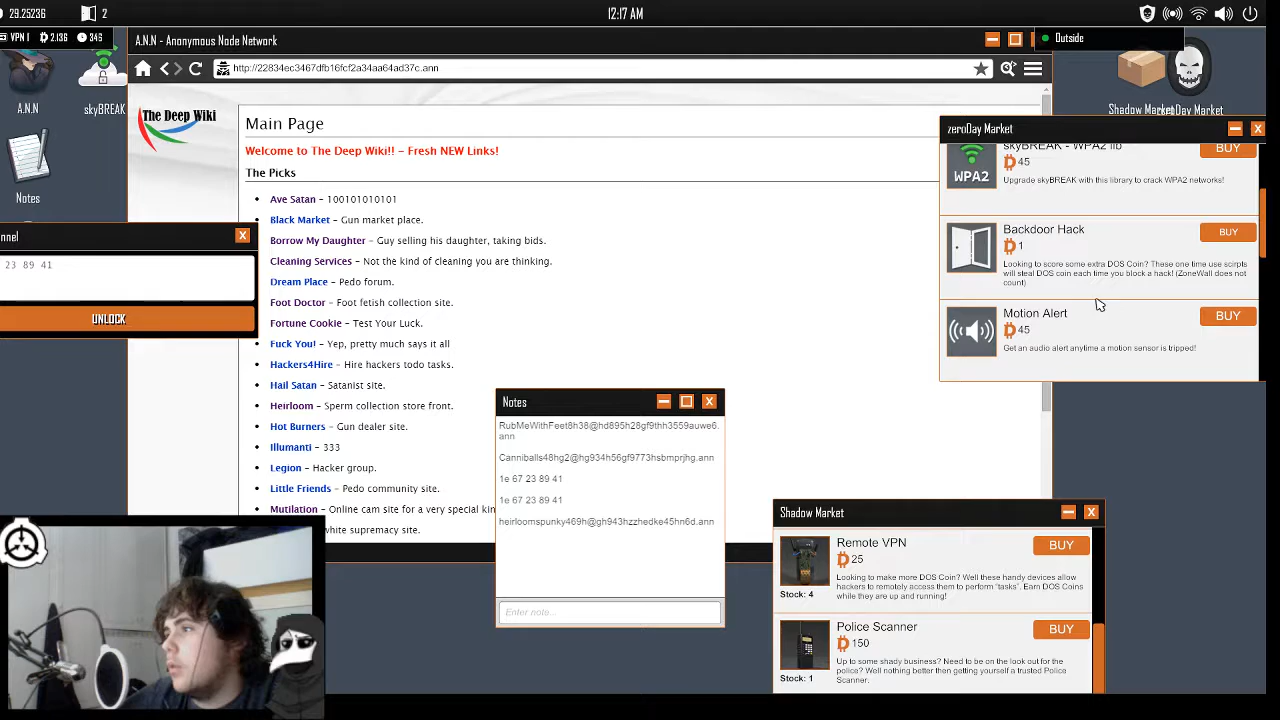 29.25236
2
12:17 AM
VPN 1
2.136
346
A.N.N - Anonymous Node Network
Outside
http://22834ec3467dfb16fcf2a34aa64ad37c.ann
A.N.N
skyBREAK
Shadow Market
zeroDay Market
The Deep Wiki
Main Page
Welcome to The Deep Wiki!! - Fresh NEW Links!
The Picks
Ave Satan - 100101010101
Black Market - Gun market place.
Borrow My Daughter - Guy selling his daughter, taking bids.
Cleaning Services - Not the kind of cleaning you are thinking.
Dream Place - Pedo forum.
Foot Doctor - Foot fetish collection site.
Fortune Cookie - Test Your Luck.
Fuck You! - Yep, pretty much says it all
Hackers4Hire - Hire hackers todo tasks.
Hail Satan - Satanist site.
Heirloom - Sperm collection store front.
Hot Burners - Gun dealer site.
Illumanti - 333
Legion - Hacker group.
Little Friends - Pedo community site.
Mutilation - Online cam site for a very special kin
white supremacy site.
Notes
nnel
X
23 89 41
UNLOCK
zeroDay Market
X
skyBREAK - WPA2 lib
BUY
WPA2
45
Upgrade skyBREAK with this library to crack WPA2 networks!
Backdoor Hack
BUY
1
Looking to score some extra DOS Coin? These one time use scirpts
will steal DOS coin each time you block a hack! (ZoneWall does not
count)
Motion Alert
BUY
45
Get an audio alert anytime a motion sensor is tripped!
Notes
X
RubMeWithFeet8h38@hd895h28gf9thh3559auwe6.
ann
Canniballs48hg2@hg934h56gf9773hsbmprjhg.ann
1e 67 23 89 41
1e 67 23 89 41
heirloomspunky469h@gh943hzzhedke45hn6d.ann
Enter note...
Shadow Market
X
Remote VPN
BUY
25
Looking to make more DOS Coin? Well these handy devices allow
hackers to remotely access them to perform "tasks". Earn DOS Coins
while they are up and running!
Stock: 4
Police Scanner
BUY
150
Up to some shady business? Need to be on the look out for the
police? Well nothing better then getting yourself a trusted Police
Scanner.
Stock: 1